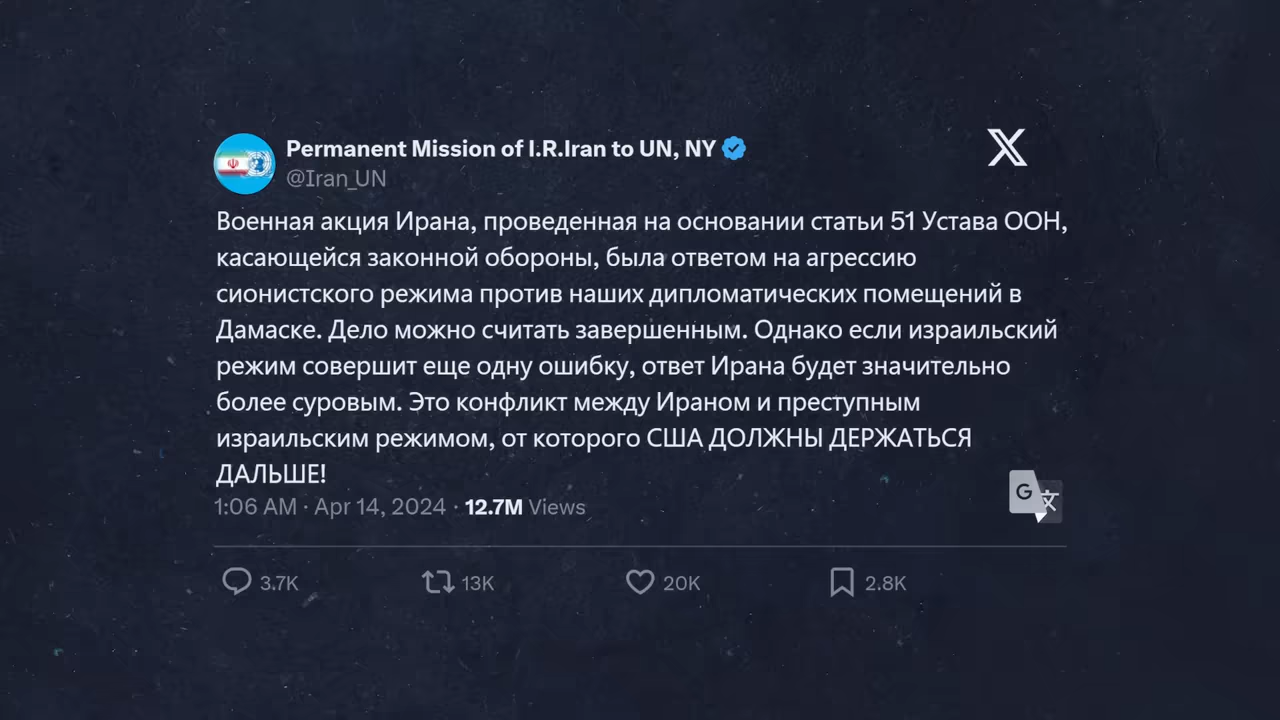 Permanent Mission of I.R.Iran to UN, NY
@Iran_UN
Военная акция Ирана, проведенная на основании статьи 51 Устава ООН,
касающейся законной обороны, была ответом на агрессию
сионистского режима против наших дипломатических помещений в
Дамаске. Дело можно считать завершенным. Однако если израильский
режим совершит еще одну ошибку, ответ Ирана будет значительно
более суровым. Это конфликт между Ираном и преступным
израильским режимом, от которого США ДОЛЖНЫ ДЕРЖАТЬСЯ
ДАЛЬШЕ!
1:06 AM · Apr 14, 2024 · 12.7M Views
G 文
3.7K 13K 20K 2.8K